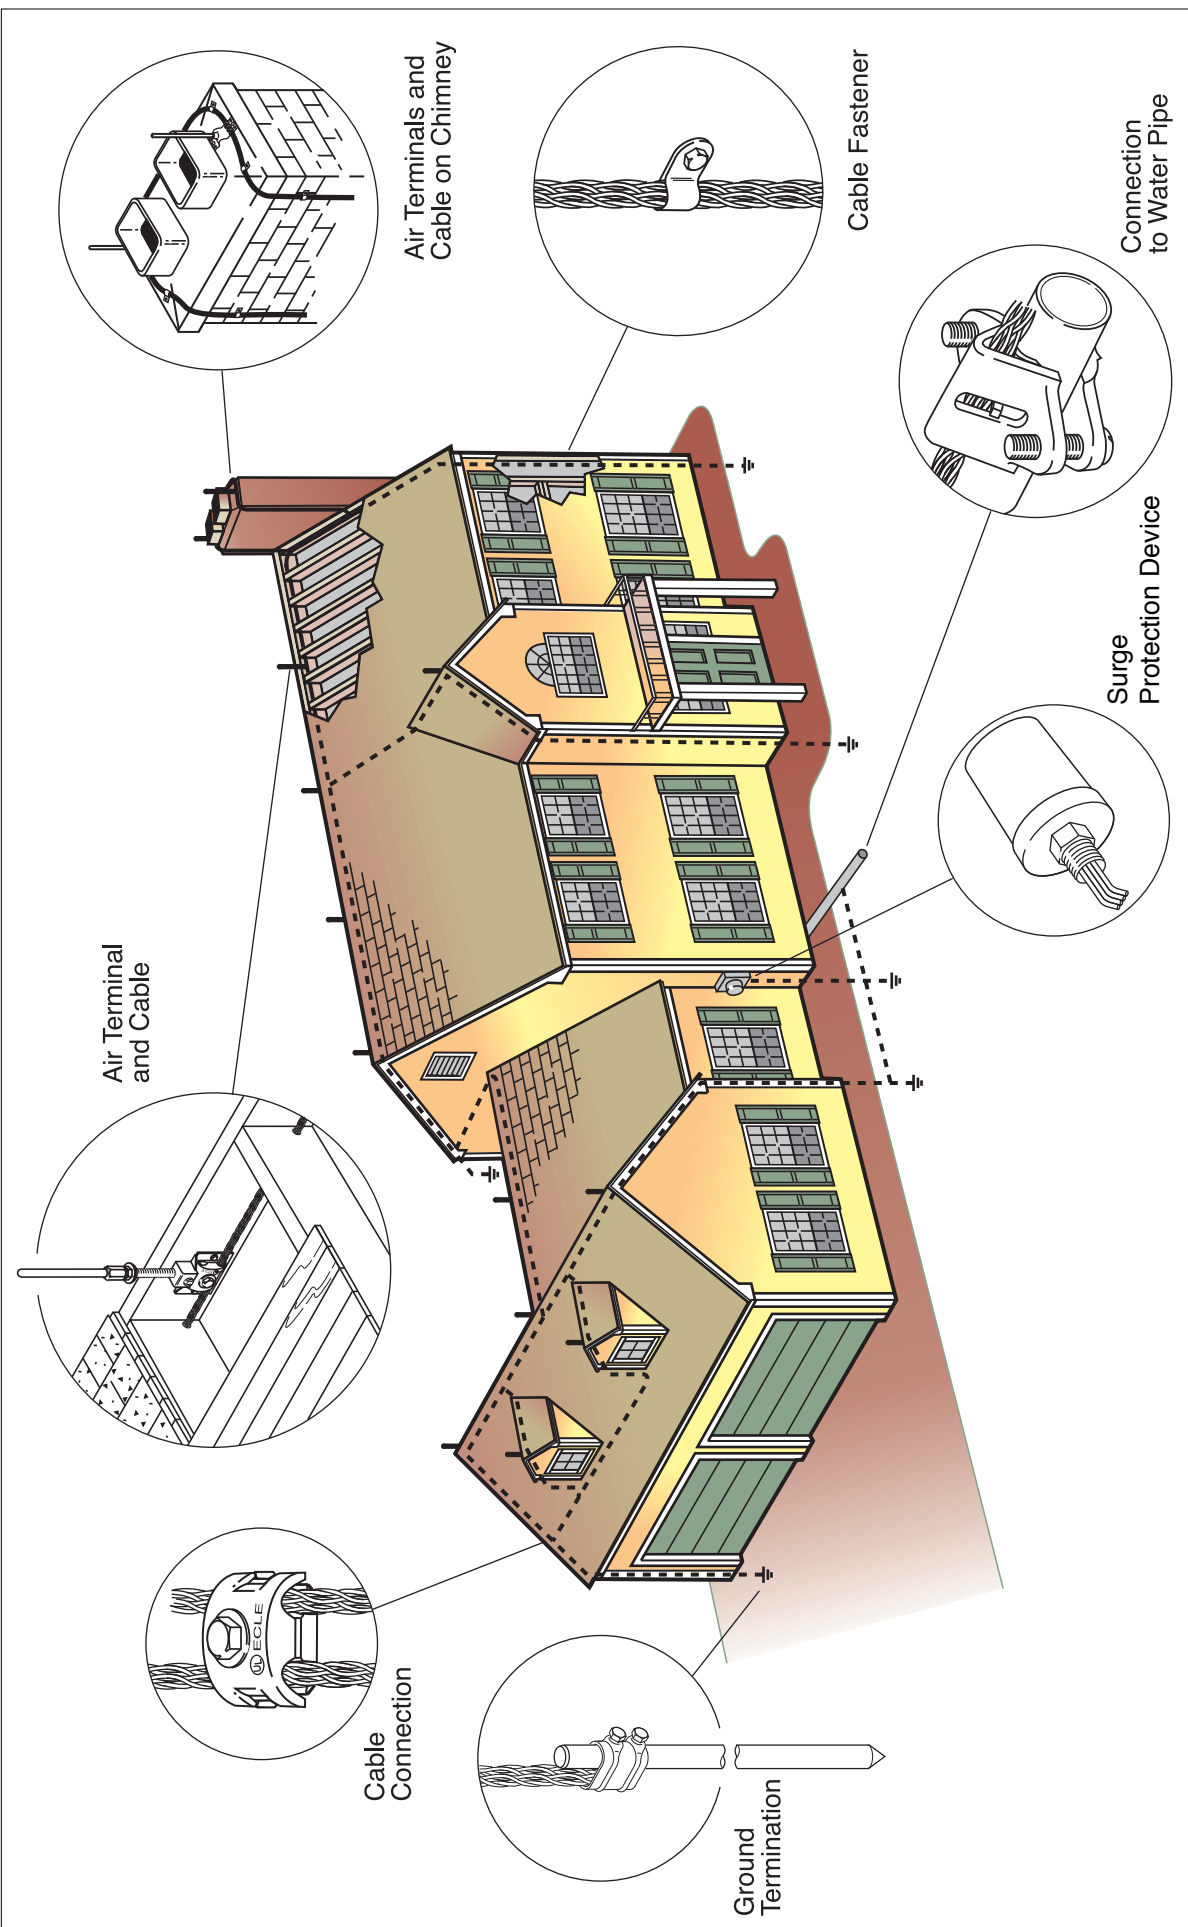 Air Terminals and
Cable on Chimney
Cable Fastener
Connection
to Water Pipe
Surge
Protection Device
Air Terminal
and Cable
UL ECLE
Cable
Connection
Ground
Termination